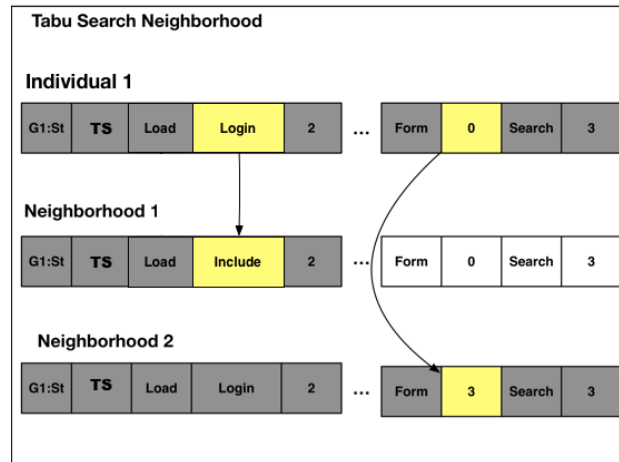 Tabu Search Neighborhood
Individual 1
G1:St TS Load Login 2 ... Form 0 Search 3
Neighborhood 1
G1:St TS Load Include 2 ... Form 0 Search 3
Neighborhood 2
G1:St TS Load Login 2 ... Form 3 Search 3